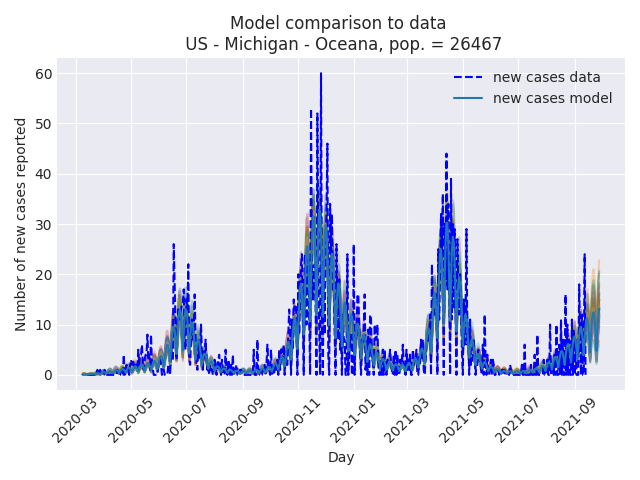 Model comparison to data
US - Michigan - Oceana, pop. = 26467
new cases data
new cases model
Number of new cases reported
60
50
40
30
20
10
0
2020-03
2020-05
2020-07
2020-09
2020-11
2021-01
2021-03
2021-05
2021-07
2021-09
Day